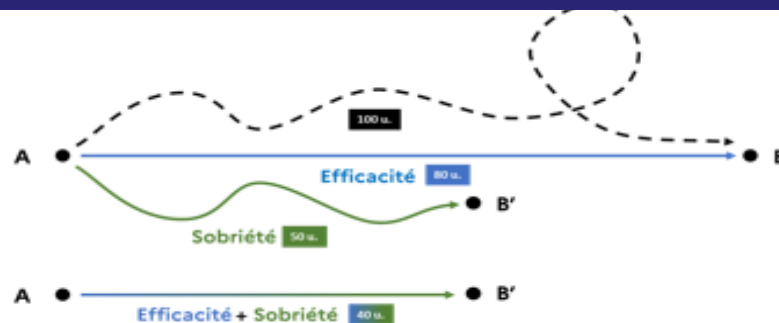 100 u.
A
B
Efficacité 80 u.
B'
Sobriété 50 u.
A
B'
Efficacité + Sobriété 40 u.